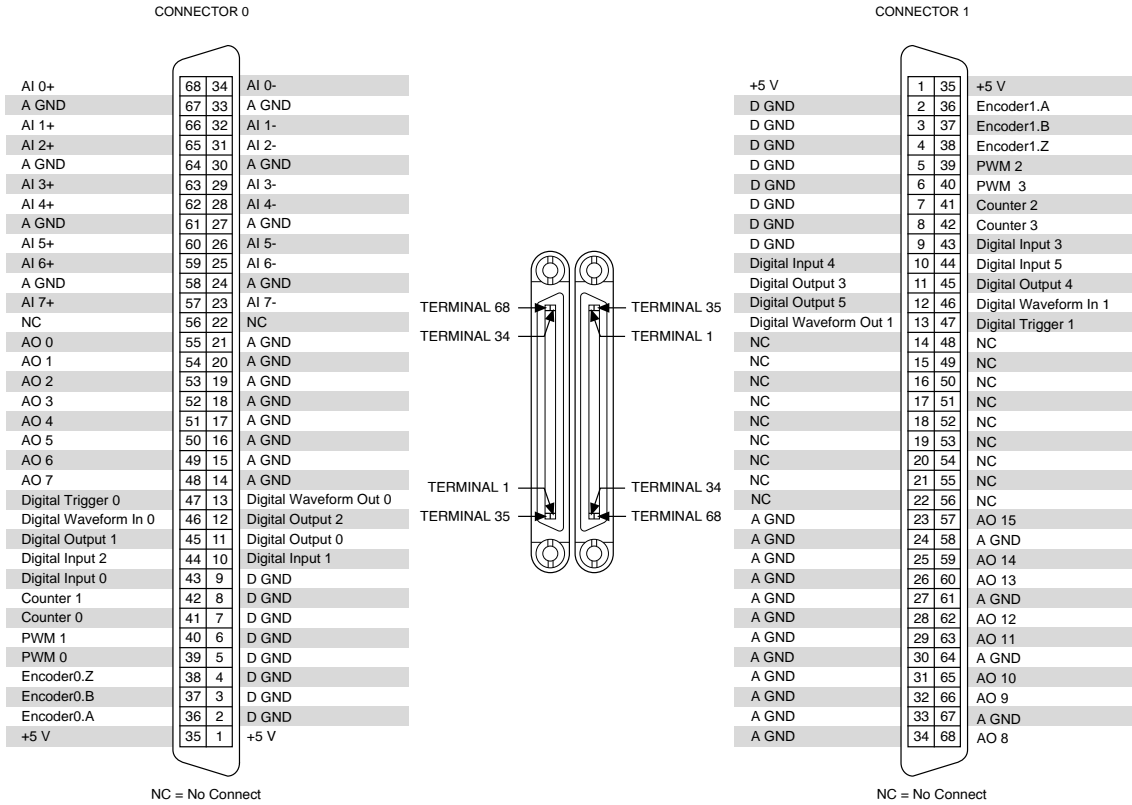 CONNECTOR 0
AI 0+ 68 34 AI 0-
A GND 67 33 A GND
AI 1+ 66 32 AI 1-
AI 2+ 65 31 AI 2-
A GND 64 30 A GND
AI 3+ 63 29 AI 3-
AI 4+ 62 28 AI 4-
A GND 61 27 A GND
AI 5+ 60 26 AI 5-
AI 6+ 59 25 AI 6-
A GND 58 24 A GND
AI 7+ 57 23 AI 7-
NC 56 22 NC
AO 0 55 21 A GND
AO 1 54 20 A GND
AO 2 53 19 A GND
AO 3 52 18 A GND
AO 4 51 17 A GND
AO 5 50 16 A GND
AO 6 49 15 A GND
AO 7 48 14 A GND
Digital Trigger 0 47 13 Digital Waveform Out 0
Digital Waveform In 0 46 12 Digital Output 2
Digital Output 1 45 11 Digital Output 0
Digital Input 2 44 10 Digital Input 1
Digital Input 0 43 9 D GND
Counter 1 42 8 D GND
Counter 0 41 7 D GND
PWM 1 40 6 D GND
PWM 0 39 5 D GND
Encoder0.Z 38 4 D GND
Encoder0.B 37 3 D GND
Encoder0.A 36 2 D GND
+5 V 35 1 +5 V
NC = No Connect
TERMINAL 68 TERMINAL 35
TERMINAL 34 TERMINAL 1
TERMINAL 1 TERMINAL 34
TERMINAL 35 TERMINAL 68
CONNECTOR 1
+5 V 1 35 +5 V
D GND 2 36 Encoder1.A
D GND 3 37 Encoder1.B
D GND 4 38 Encoder1.Z
D GND 5 39 PWM 2
D GND 6 40 PWM 3
D GND 7 41 Counter 2
D GND 8 42 Counter 3
D GND 9 43 Digital Input 3
Digital Input 4 10 44 Digital Input 5
Digital Output 3 11 45 Digital Output 4
Digital Output 5 12 46 Digital Waveform In 1
Digital Waveform Out 1 13 47 Digital Trigger 1
NC 14 48 NC
NC 15 49 NC
NC 16 50 NC
NC 17 51 NC
NC 18 52 NC
NC 19 53 NC
NC 20 54 NC
NC 21 55 NC
NC 22 56 NC
A GND 23 57 AO 15
A GND 24 58 A GND
A GND 25 59 AO 14
A GND 26 60 AO 13
A GND 27 61 A GND
A GND 28 62 AO 12
A GND 29 63 AO 11
A GND 30 64 A GND
A GND 31 65 AO 10
A GND 32 66 AO 9
A GND 33 67 A GND
A GND 34 68 AO 8
NC = No Connect